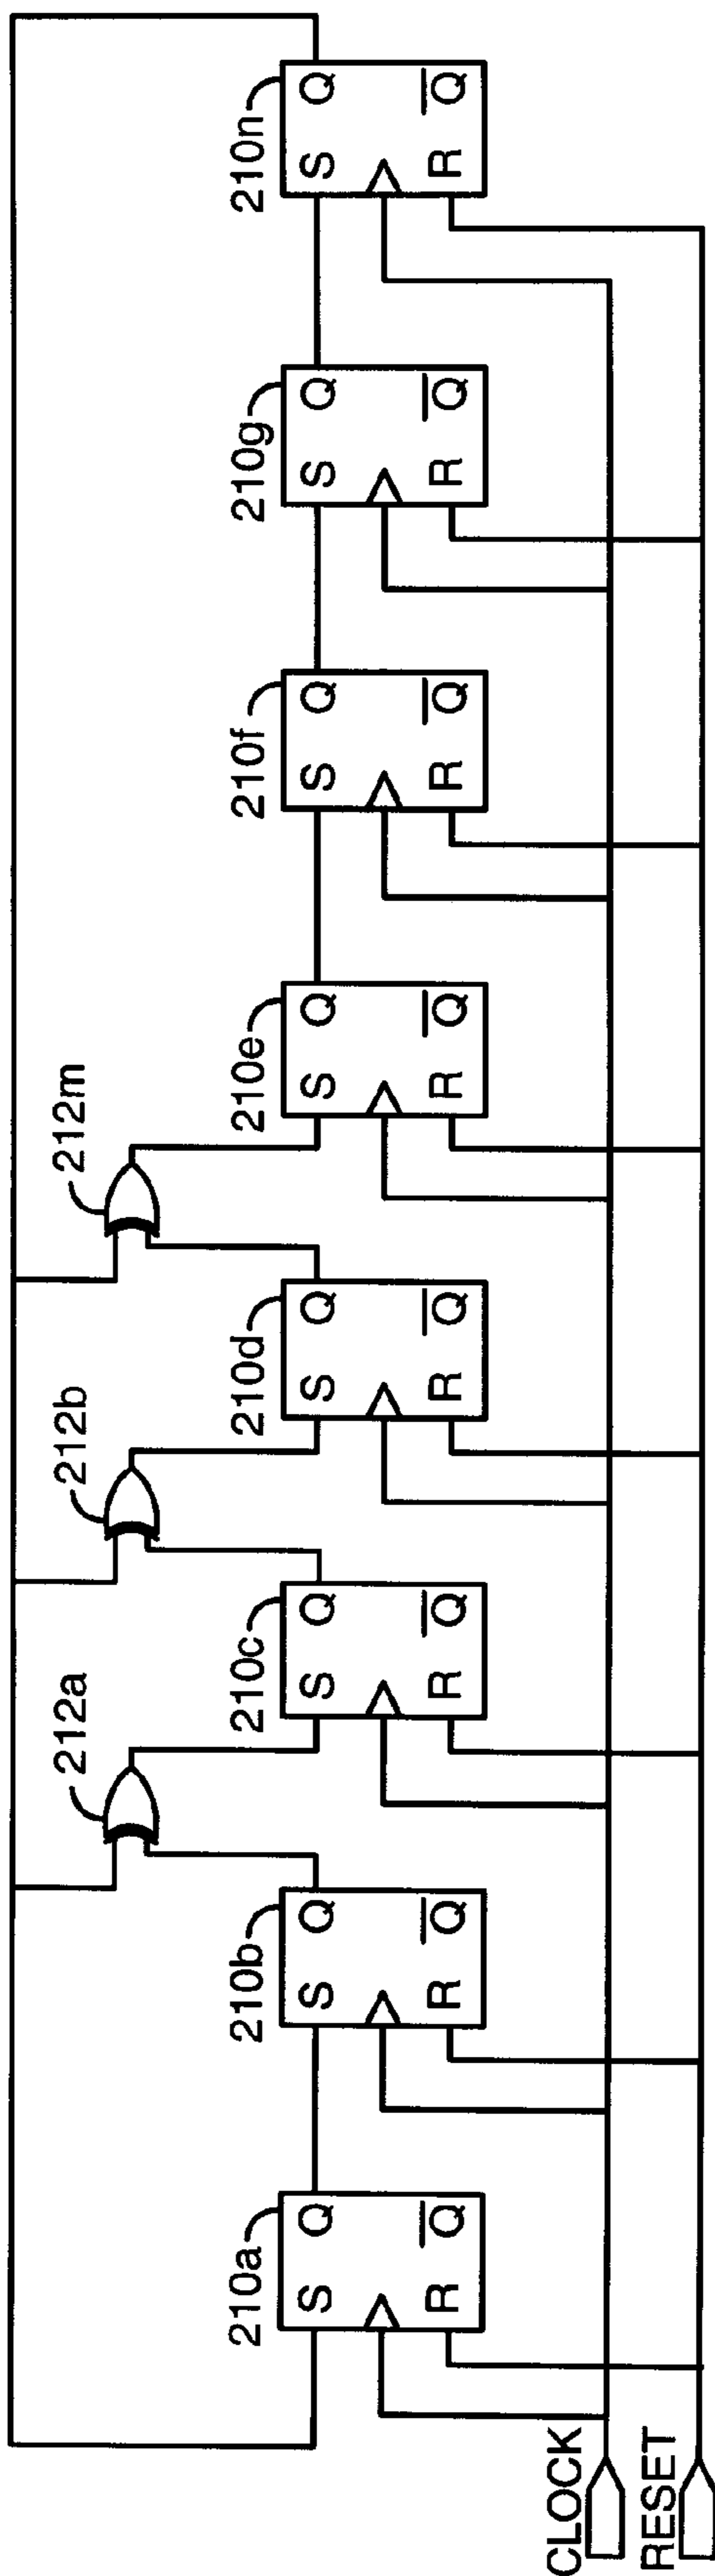 212a
212b
212m
210a
210b
210c
210d
210e
210f
210g
210n
S Q
S Q
S Q
S Q
S Q
S Q
S Q
S Q
R Q̅
R Q̅
R Q̅
R Q̅
R Q̅
R Q̅
R Q̅
R Q̅
CLOCK
RESET